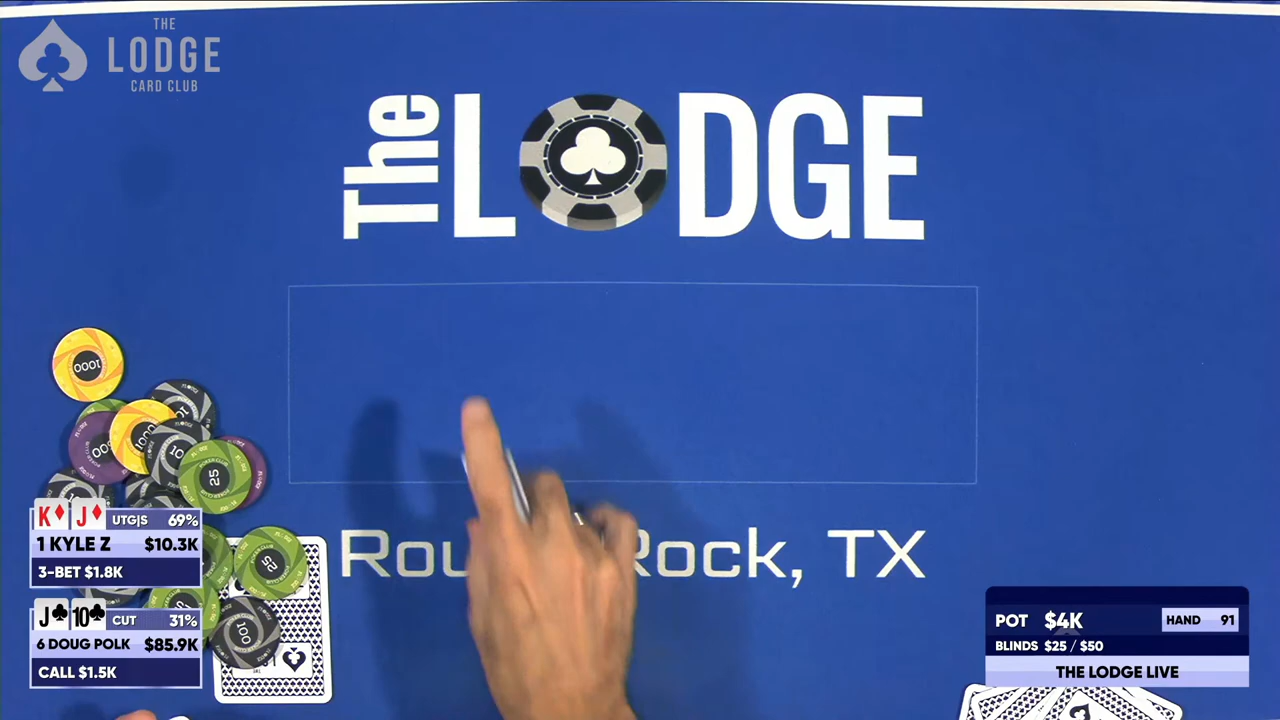 THE
LODGE
CARD CLUB
The LODGE
1000
1000
25
25
100
Round Rock, TX
K J UTG|S 69%
1 KYLE Z $10.3K
3-BET $1.8K
J 10 CUT 31%
6 DOUG POLK $85.9K
CALL $1.5K
POT $4K HAND 91
BLINDS $25 / $50
THE LODGE LIVE